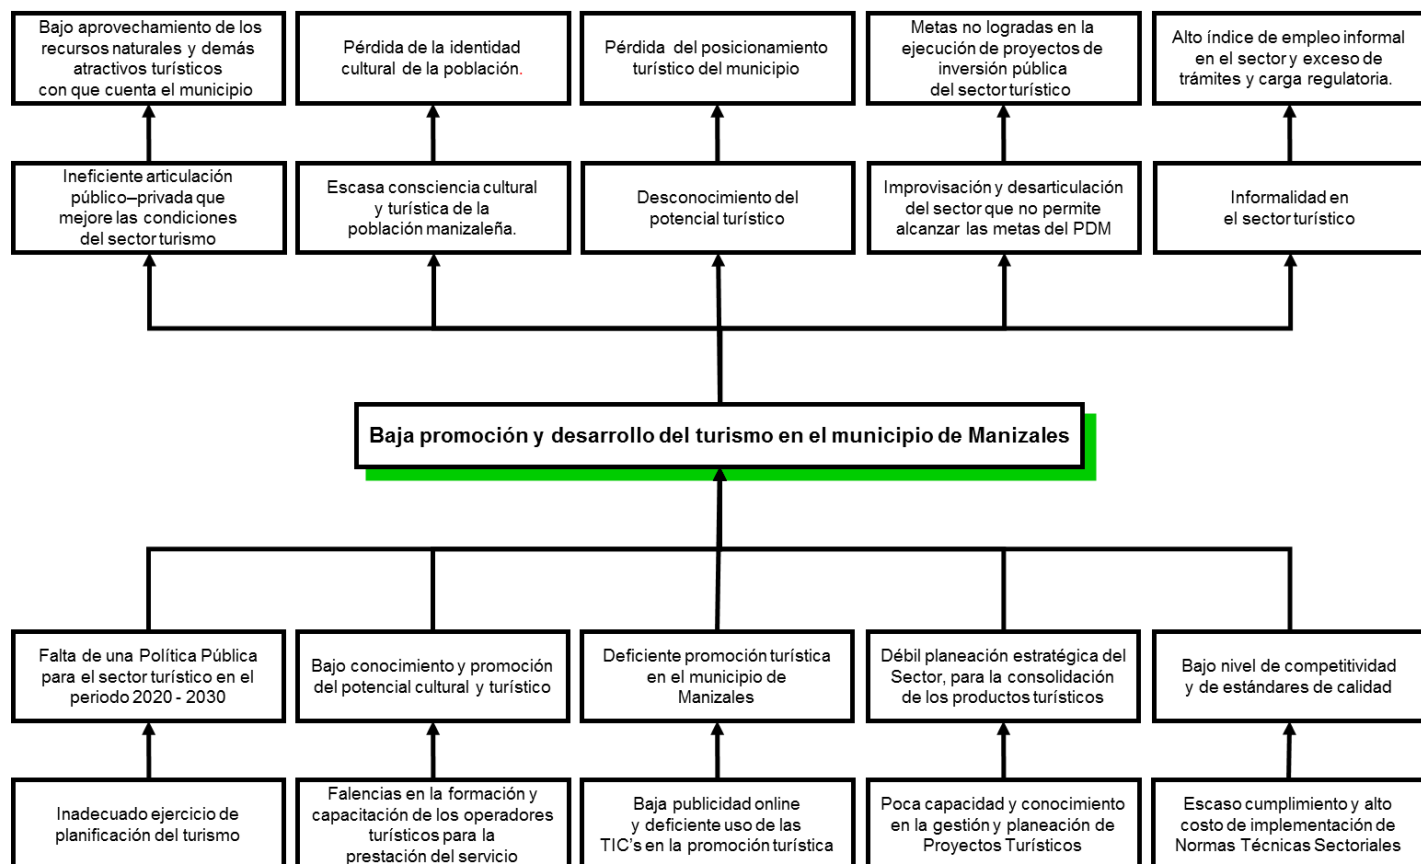 Bajo aprovechamiento de los
recursos naturales y demás
atractivos turísticos
con que cuenta el municipio
Pérdida de la identidad
cultural de la población.
Pérdida del posicionamiento
turístico del municipio
Metas no logradas en la
ejecución de proyectos de
inversión pública
del sector turístico
Alto índice de empleo informal
en el sector y exceso de
trámites y carga regulatoria.
Ineficiente articulación
público–privada que
mejore las condiciones
del sector turismo
Escasa consciencia cultural
y turística de la
población manizaleña.
Desconocimiento del
potencial turístico
Improvisación y desarticulación
del sector que no permite
alcanzar las metas del PDM
Informalidad en
el sector turístico
Baja promoción y desarrollo del turismo en el municipio de Manizales
Falta de una Política Pública
para el sector turístico en el
periodo 2020 - 2030
Bajo conocimiento y promoción
del potencial cultural y turístico
Deficiente promoción turística
en el municipio de
Manizales
Débil planeación estratégica del
Sector, para la consolidación
de los productos turísticos
Bajo nivel de competitividad
y de estándares de calidad
Inadecuado ejercicio de
planificación del turismo
Falencias en la formación y
capacitación de los operadores
turísticos para la
prestación del servicio
Baja publicidad online
y deficiente uso de las
TIC's en la promoción turística
Poca capacidad y conocimiento
en la gestión y planeación de
Proyectos Turísticos
Escaso cumplimiento y alto
costo de implementación de
Normas Técnicas Sectoriales